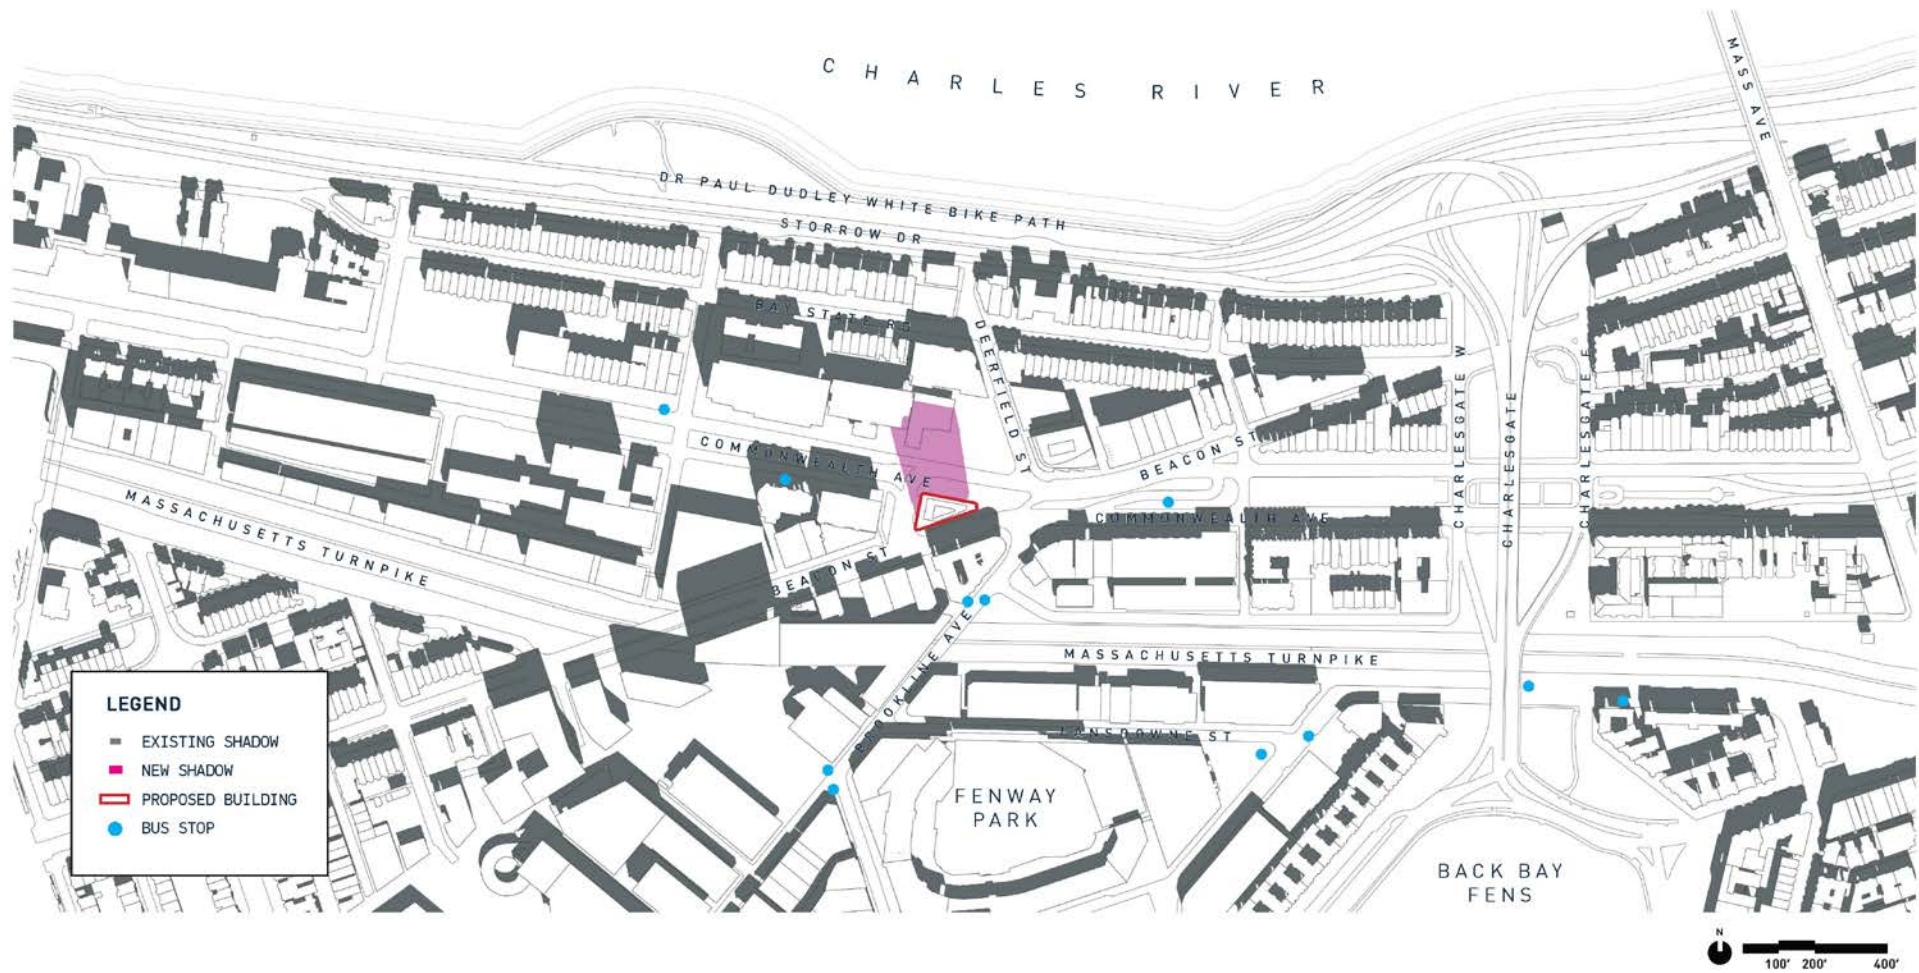 CHARLES RIVER
MASS AVE
DR PAUL DUDLEY WHITE BIKE PATH
STORROW DR
BAY STATE RD
DEERFIELD ST
COMMONWEALTH AVE
BEACON ST
CHARLESGATE W
CHARLESGATE
CHARLESGATE E
COMMONWEALTH AVE
MASSACHUSETTS TURNPIKE
BEACON ST
BROOKLINE AVE
MASSACHUSETTS TURNPIKE
LANSDOWNE ST
FENWAY
PARK
BACK BAY
FENS
LEGEND
EXISTING SHADOW
NEW SHADOW
PROPOSED BUILDING
BUS STOP
N
100' 200' 400'